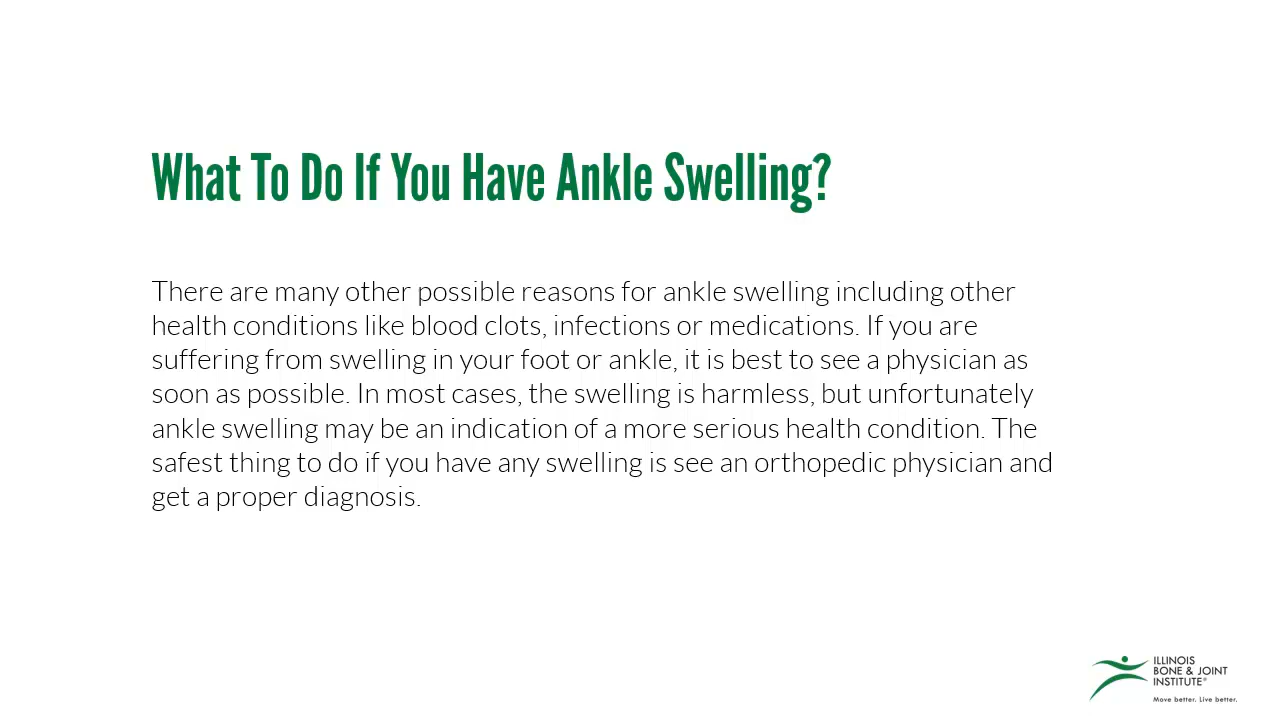 What To Do If You Have Ankle Swelling?
There are many other possible reasons for ankle swelling including other
health conditions like blood clots, infections or medications. If you are
suffering from swelling in your foot or ankle, it is best to see a physician as
soon as possible. In most cases, the swelling is harmless, but unfortunately
ankle swelling may be an indication of a more serious health condition. The
safest thing to do if you have any swelling is see an orthopedic physician and
get a proper diagnosis.
ILLINOIS
BONE & JOINT
INSTITUTE®
Move better. Live better.